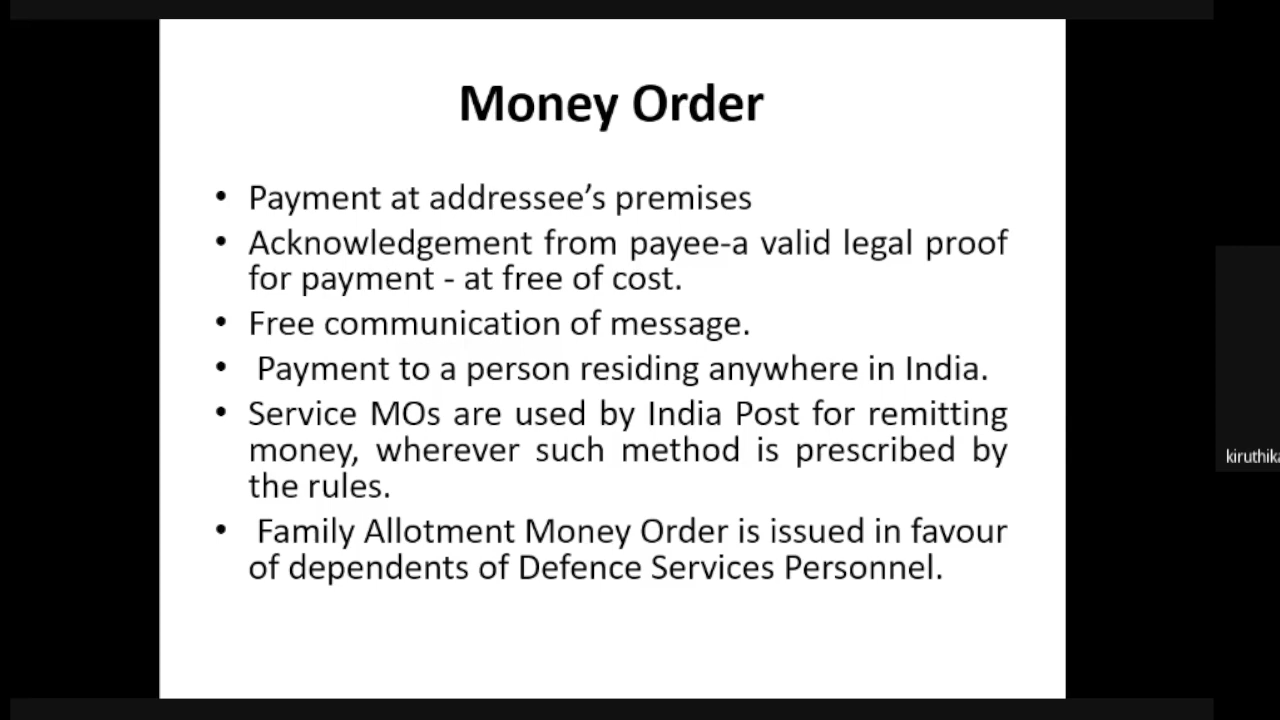 Money Order
• Payment at addressee’s premises
• Acknowledgement from payee-a valid legal proof
for payment - at free of cost.
• Free communication of message.
• Payment to a person residing anywhere in India.
• Service MOs are used by India Post for remitting
money, wherever such method is prescribed by
the rules.
• Family Allotment Money Order is issued in favour
of dependents of Defence Services Personnel.
kiruthika